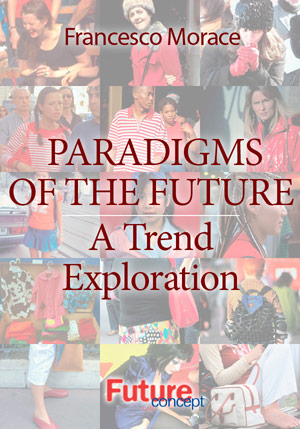 Francesco Morace
PARADIGMS
OF THE FUTURE
A Trend
Exploration
Future
concept